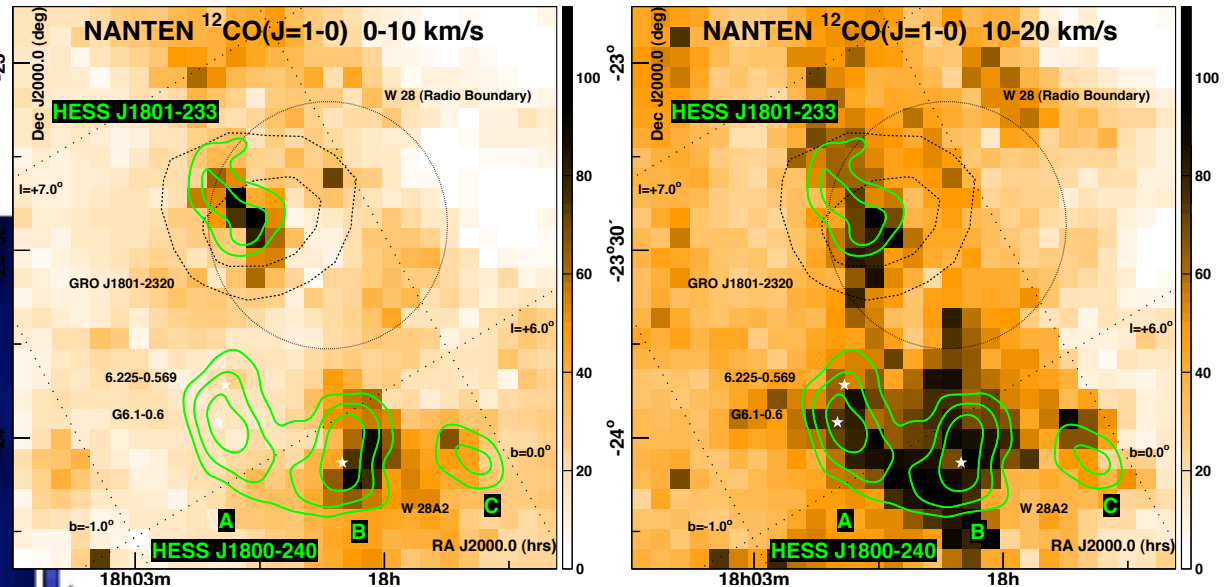 NANTEN ¹²CO(J=1-0) 0-10 km/s
Dec J2000.0 (deg)
W 28 (Radio Boundary)
HESS J1801-233
l=+7.0°
GRO J1801-2320
l=+6.0°
6.225-0.569
G6.1-0.6
b=0.0°
C
W 28A2
A
B
b=-1.0°
HESS J1800-240
RA J2000.0 (hrs)
18h03m
18h
100
80
60
40
20
0
NANTEN ¹²CO(J=1-0) 10-20 km/s
Dec J2000.0 (deg)
-23°
W 28 (Radio Boundary)
HESS J1801-233
l=+7.0°
-23°30´
GRO J1801-2320
l=+6.0°
6.225-0.569
G6.1-0.6
-24°
b=0.0°
C
W 28A2
A
B
b=-1.0°
HESS J1800-240
RA J2000.0 (hrs)
18h03m
18h
100
80
60
40
20
0